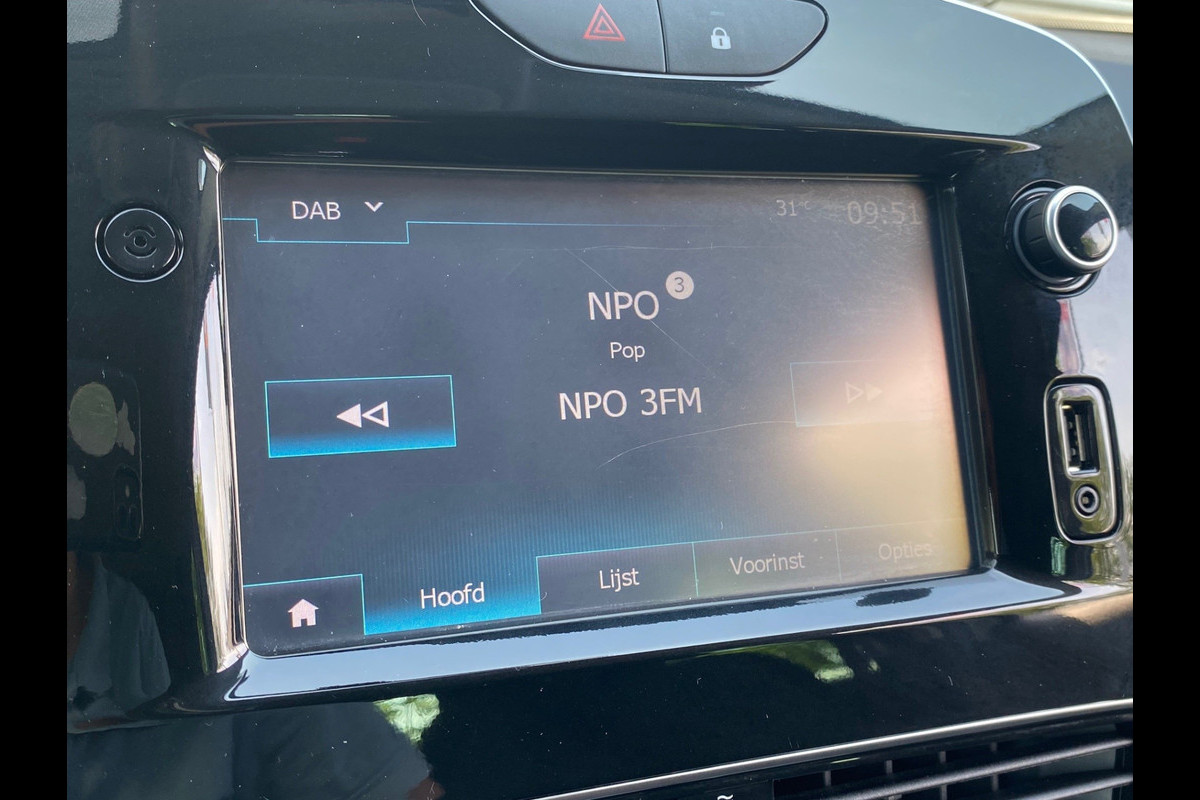 DAB 31°C 09:51
NPO 3
Pop
NPO 3FM
Hoofd Lijst Voorinst Opties